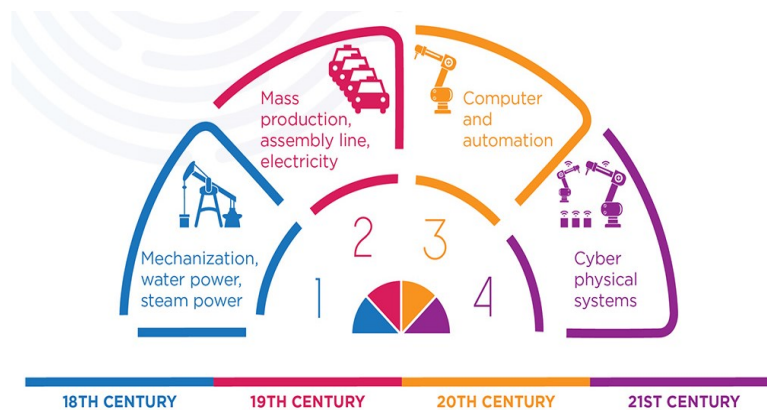 Mass
production,
assembly line,
electricity
Computer
and
automation
Mechanization,
water power,
steam power
Cyber
physical
systems
1
2
3
4
18TH CENTURY
19TH CENTURY
20TH CENTURY
21ST CENTURY